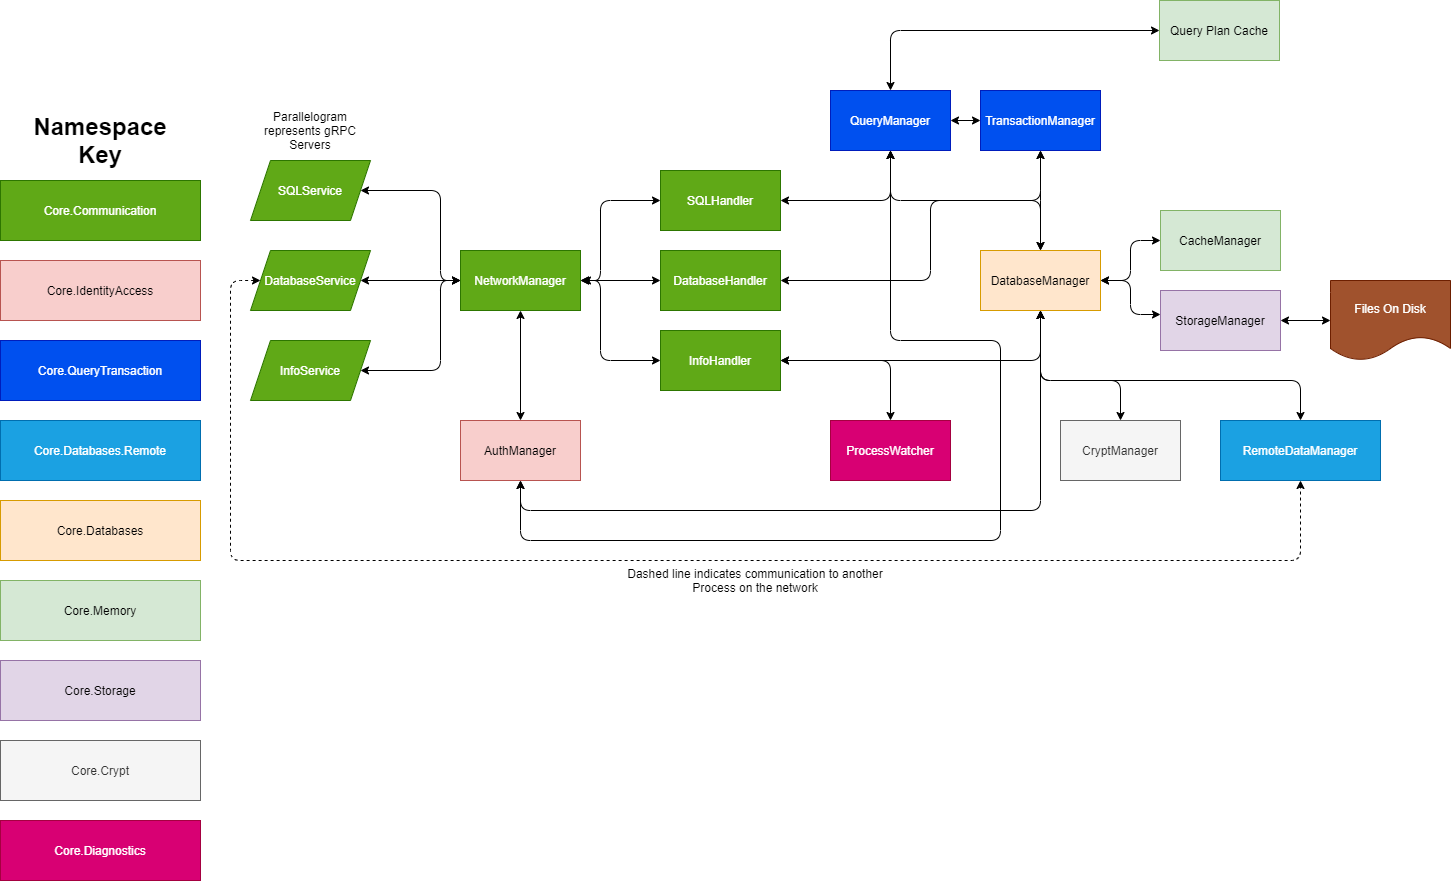 Namespace
Key
Core.Communication
Core.IdentityAccess
Core.QueryTransaction
Core.Databases.Remote
Core.Databases
Core.Memory
Core.Storage
Core.Crypt
Core.Diagnostics
Parallelogram
represents gRPC
Servers
SQLService
DatabaseService
InfoService
NetworkManager
AuthManager
SQLHandler
DatabaseHandler
InfoHandler
Query Plan Cache
QueryManager
TransactionManager
DatabaseManager
CacheManager
StorageManager
Files On Disk
ProcessWatcher
CryptManager
RemoteDataManager
Dashed line indicates communication to another
Process on the network